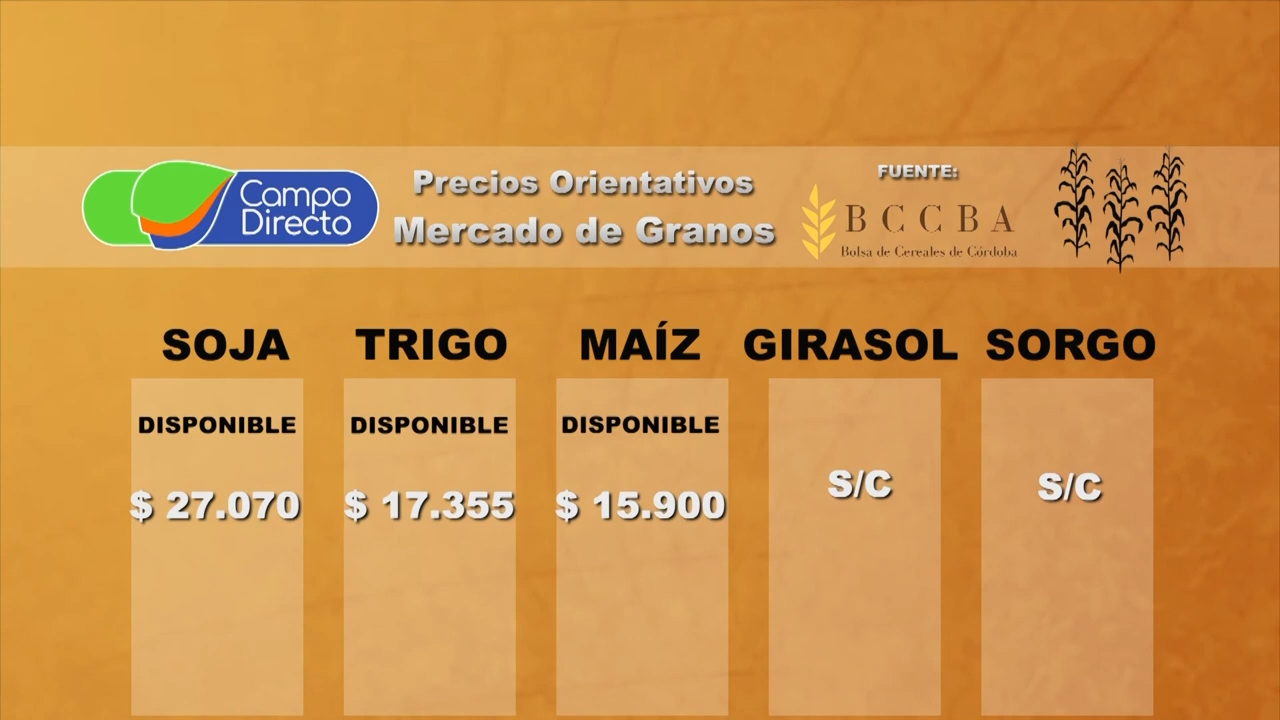 Campo
Directo
Precios Orientativos
Mercado de Granos
FUENTE:
BCCBA
Bolsa de Cereales de Córdoba
SOJA
DISPONIBLE
$ 27.070
TRIGO
DISPONIBLE
$ 17.355
MAÍZ
DISPONIBLE
$ 15.900
GIRASOL
S/C
SORGO
S/C